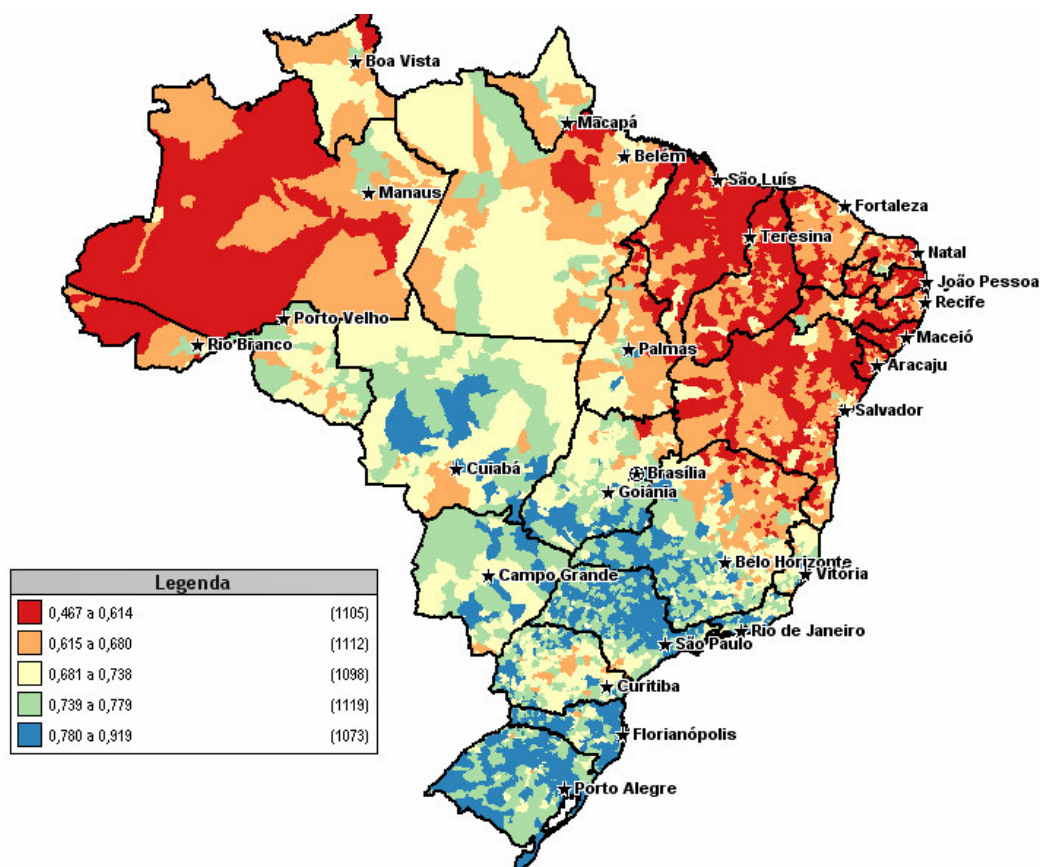 Boa Vista
Macapá
Belém
São Luís
Manaus
Fortaleza
Teresina
Natal
João Pessoa
Recife
Porto Velho
Maceió
Rio Branco
Palmas
Aracaju
Salvador
Cuiabá
Brasília
Goiânia
Belo Horizonte
Vitória
Campo Grande
Rio de Janeiro
São Paulo
Curitiba
Florianópolis
Porto Alegre
Legenda
0,467 a 0,614 (1105)
0,615 a 0,680 (1112)
0,681 a 0,738 (1098)
0,739 a 0,779 (1119)
0,780 a 0,919 (1073)